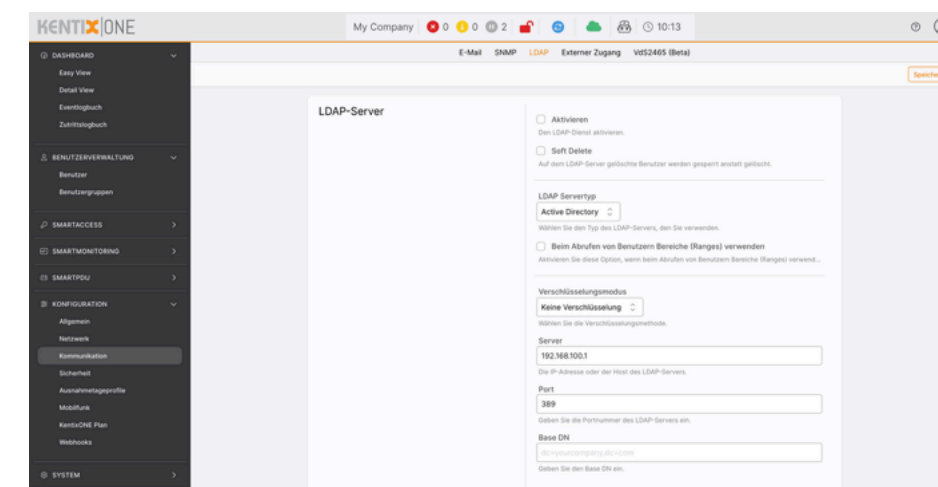 KENTIX ONE
My Company 0 0 2 10:13
DASHBOARD
Easy View
Detail View
Eventlogbuch
Zutrittslogbuch
BENUTZERVERWALTUNG
Benutzer
Benutzergruppen
SMARTACCESS
SMARTMONITORING
SMARTPDU
KONFIGURATION
Allgemein
Netzwerk
Kommunikation
Sicherheit
Ausnahmetageprofile
Mobilfunk
KentixONE Plan
Webhooks
SYSTEM
E-Mail SNMP LDAP Externer Zugang VdS2465 (Beta)
Speiche
LDAP-Server
Aktivieren
Den LDAP-Dienst aktivieren.
Soft Delete
Auf dem LDAP-Server gelöschte Benutzer werden gesperrt anstatt gelöscht.
LDAP Servertyp
Active Directory
Wählen Sie den Typ des LDAP-Servers, den Sie verwenden.
Beim Abrufen von Benutzern Bereiche (Ranges) verwenden
Aktivieren Sie diese Option, wenn beim Abrufen von Benutzern Bereiche (Ranges) verwend...
Verschlüsselungsmodus
Keine Verschlüsselung
Wählen Sie die Verschlüsselungsmethode.
Server
192.168.100.1
Die IP-Adresse oder der Host des LDAP-Servers.
Port
389
Geben Sie die Portnummer des LDAP-Servers ein.
Base DN
dc=yourcompany,dc=com
Geben Sie den Base DN ein.